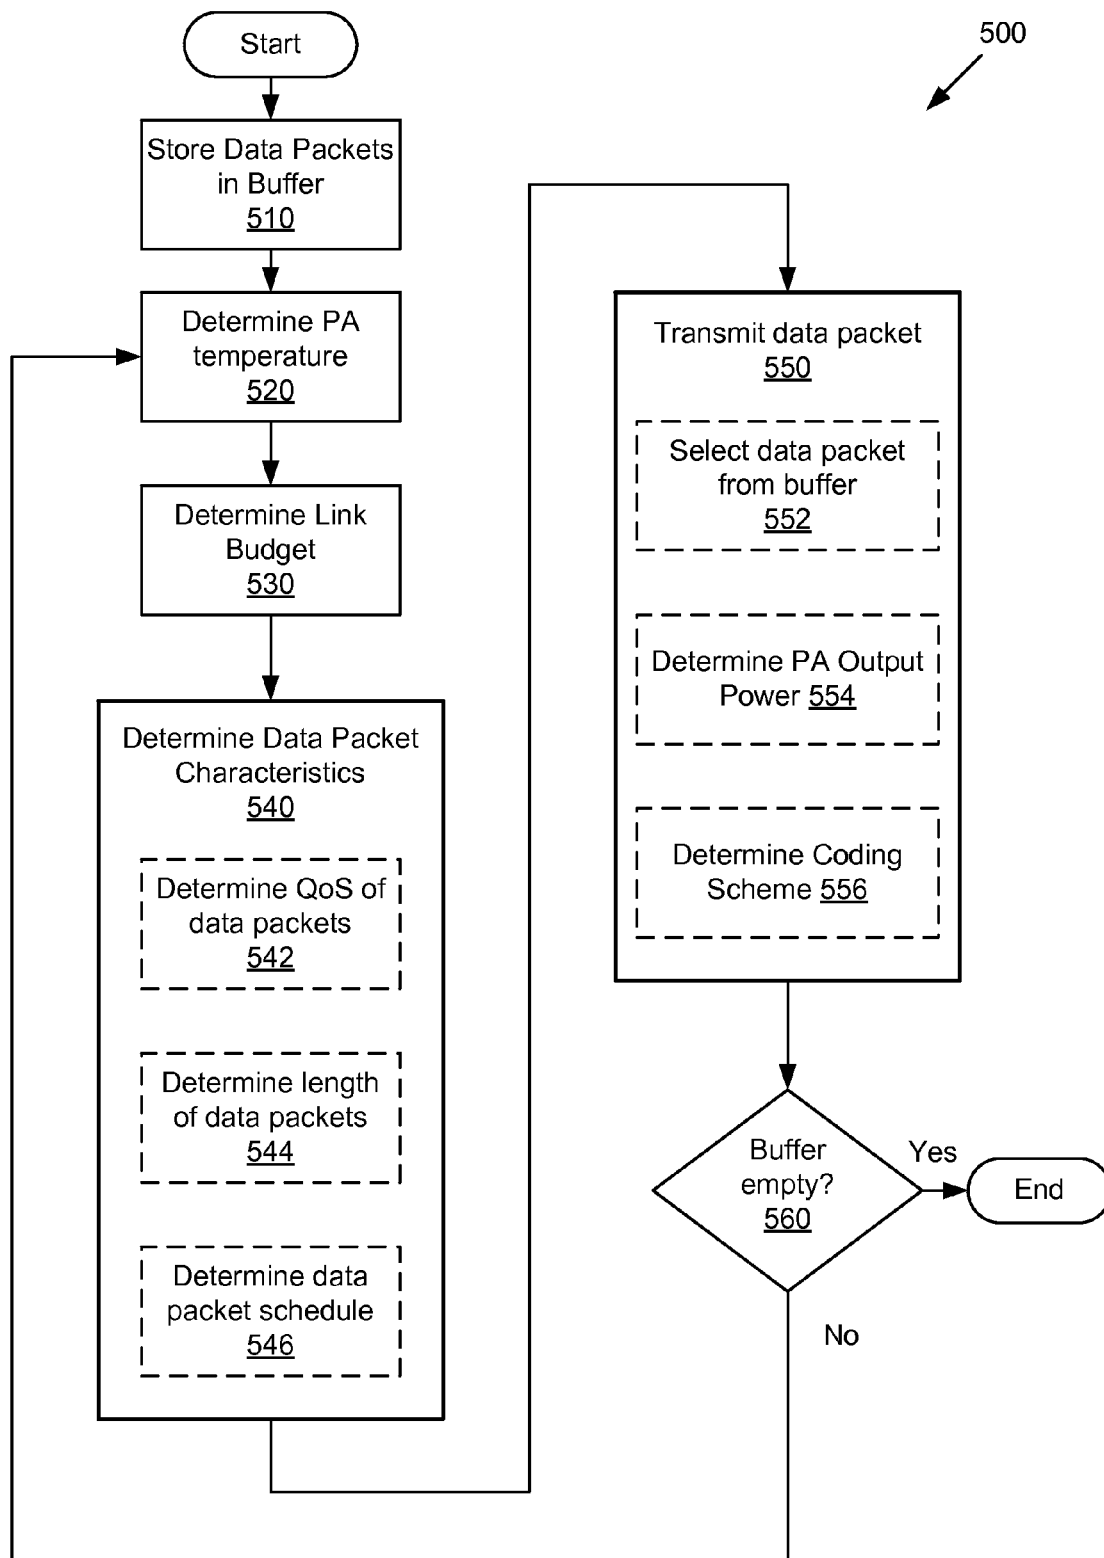 Start
500
Store Data Packets
in Buffer
510
Determine PA
temperature
520
Determine Link
Budget
530
Determine Data Packet
Characteristics
540
Determine QoS of
data packets
542
Determine length
of data packets
544
Determine data
packet schedule
546
Transmit data packet
550
Select data packet
from buffer
552
Determine PA Output
Power 554
Determine Coding
Scheme 556
Buffer
empty?
560
Yes
End
No